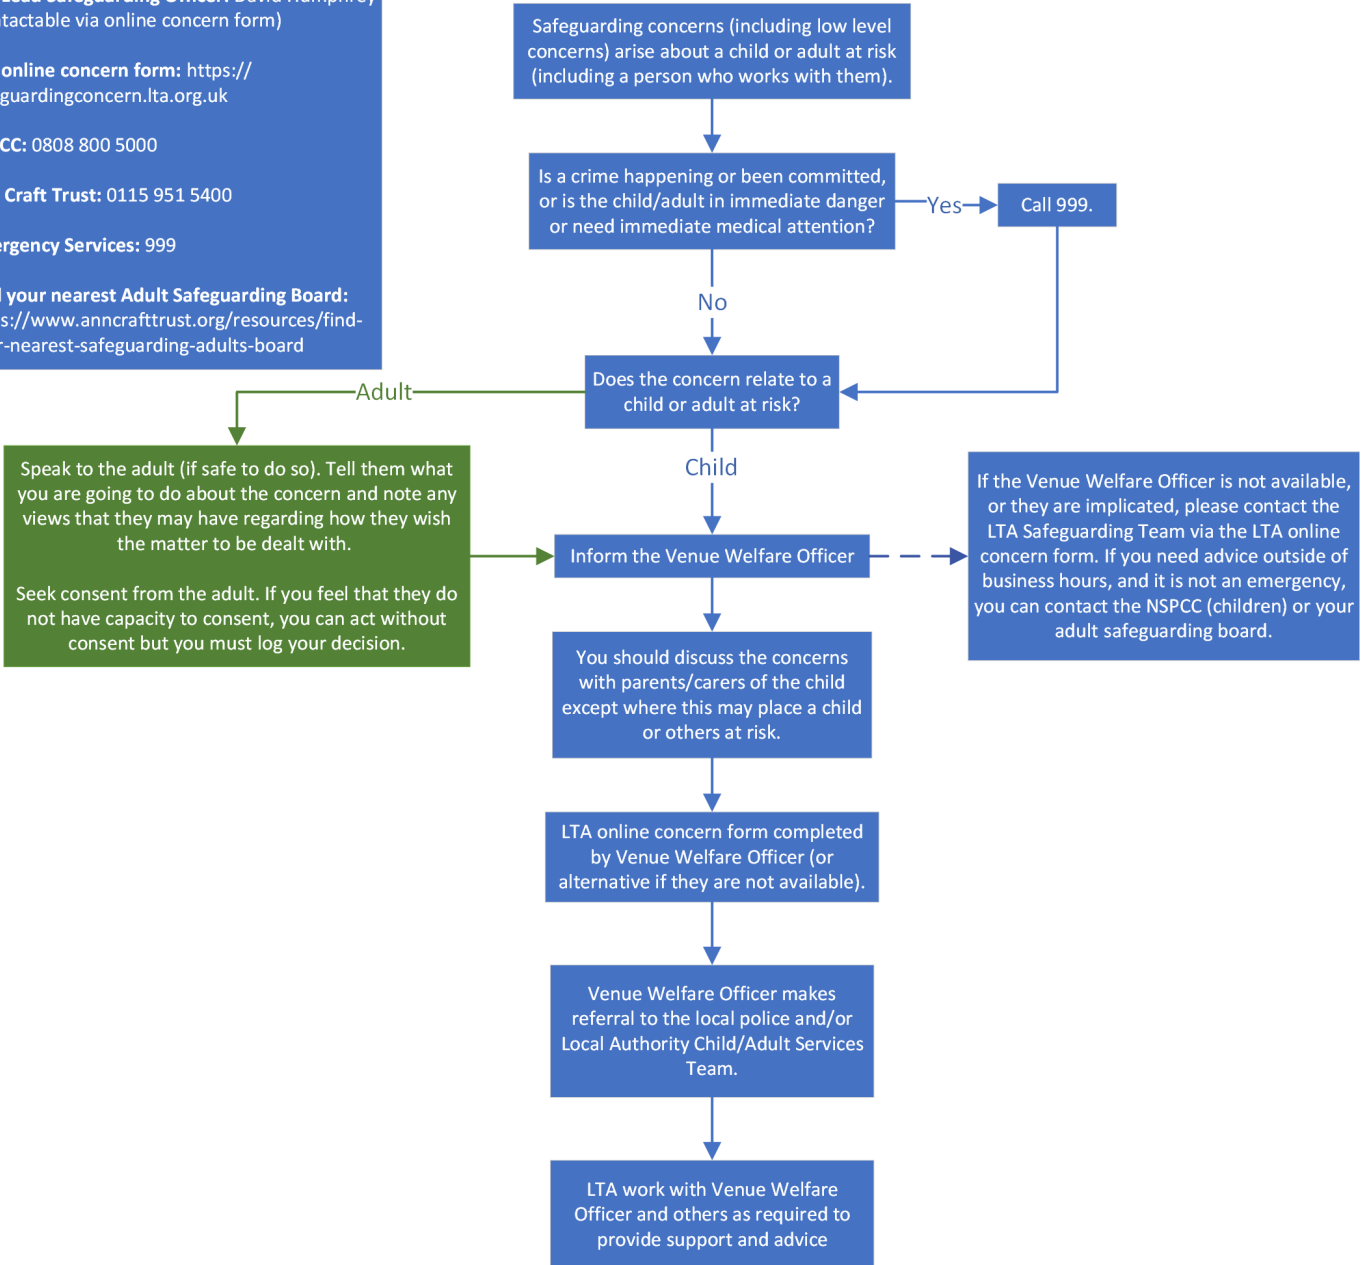 Safeguarding Officer: David Humphrey
ntactable via online concern form)
online concern form: https://
guardingconcern.lta.org.uk
CC: 0808 800 5000
Craft Trust: 0115 951 5400
ergency Services: 999
your nearest Adult Safeguarding Board:
s://www.anncrafttrust.org/resources/find-
r-nearest-safeguarding-adults-board
Safeguarding concerns (including low level
concerns) arise about a child or adult at risk
(including a person who works with them).
Is a crime happening or been committed,
or is the child/adult in immediate danger
or need immediate medical attention?
Yes
Call 999.
No
Does the concern relate to a
child or adult at risk?
Adult
Child
Speak to the adult (if safe to do so). Tell them what
you are going to do about the concern and note any
views that they may have regarding how they wish
the matter to be dealt with.
Seek consent from the adult. If you feel that they do
not have capacity to consent, you can act without
consent but you must log your decision.
Inform the Venue Welfare Officer
If the Venue Welfare Officer is not available,
or they are implicated, please contact the
LTA Safeguarding Team via the LTA online
concern form. If you need advice outside of
business hours, and it is not an emergency,
you can contact the NSPCC (children) or your
adult safeguarding board.
You should discuss the concerns
with parents/carers of the child
except where this may place a child
or others at risk.
LTA online concern form completed
by Venue Welfare Officer (or
alternative if they are not available).
Venue Welfare Officer makes
referral to the local police and/or
Local Authority Child/Adult Services
Team.
LTA work with Venue Welfare
Officer and others as required to
provide support and advice